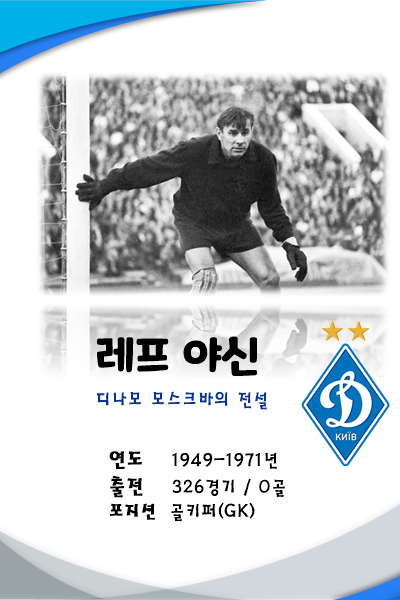 레프 야신
디나모 모스크바의 전설
КИЇВ
연도 1949-1971년
출전 326경기 / 0골
포지션 골키퍼(GK)